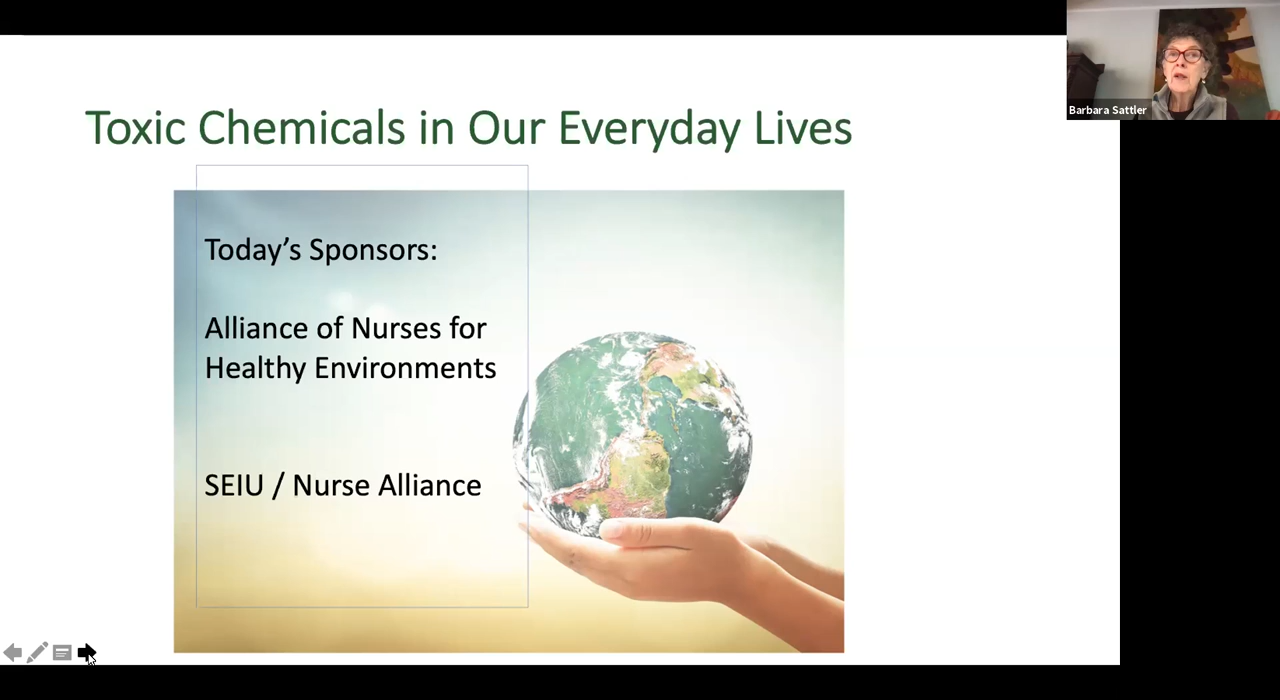 Toxic Chemicals in Our Everyday Lives
Barbara Sattler
Today’s Sponsors:
Alliance of Nurses for
Healthy Environments
SEIU / Nurse Alliance